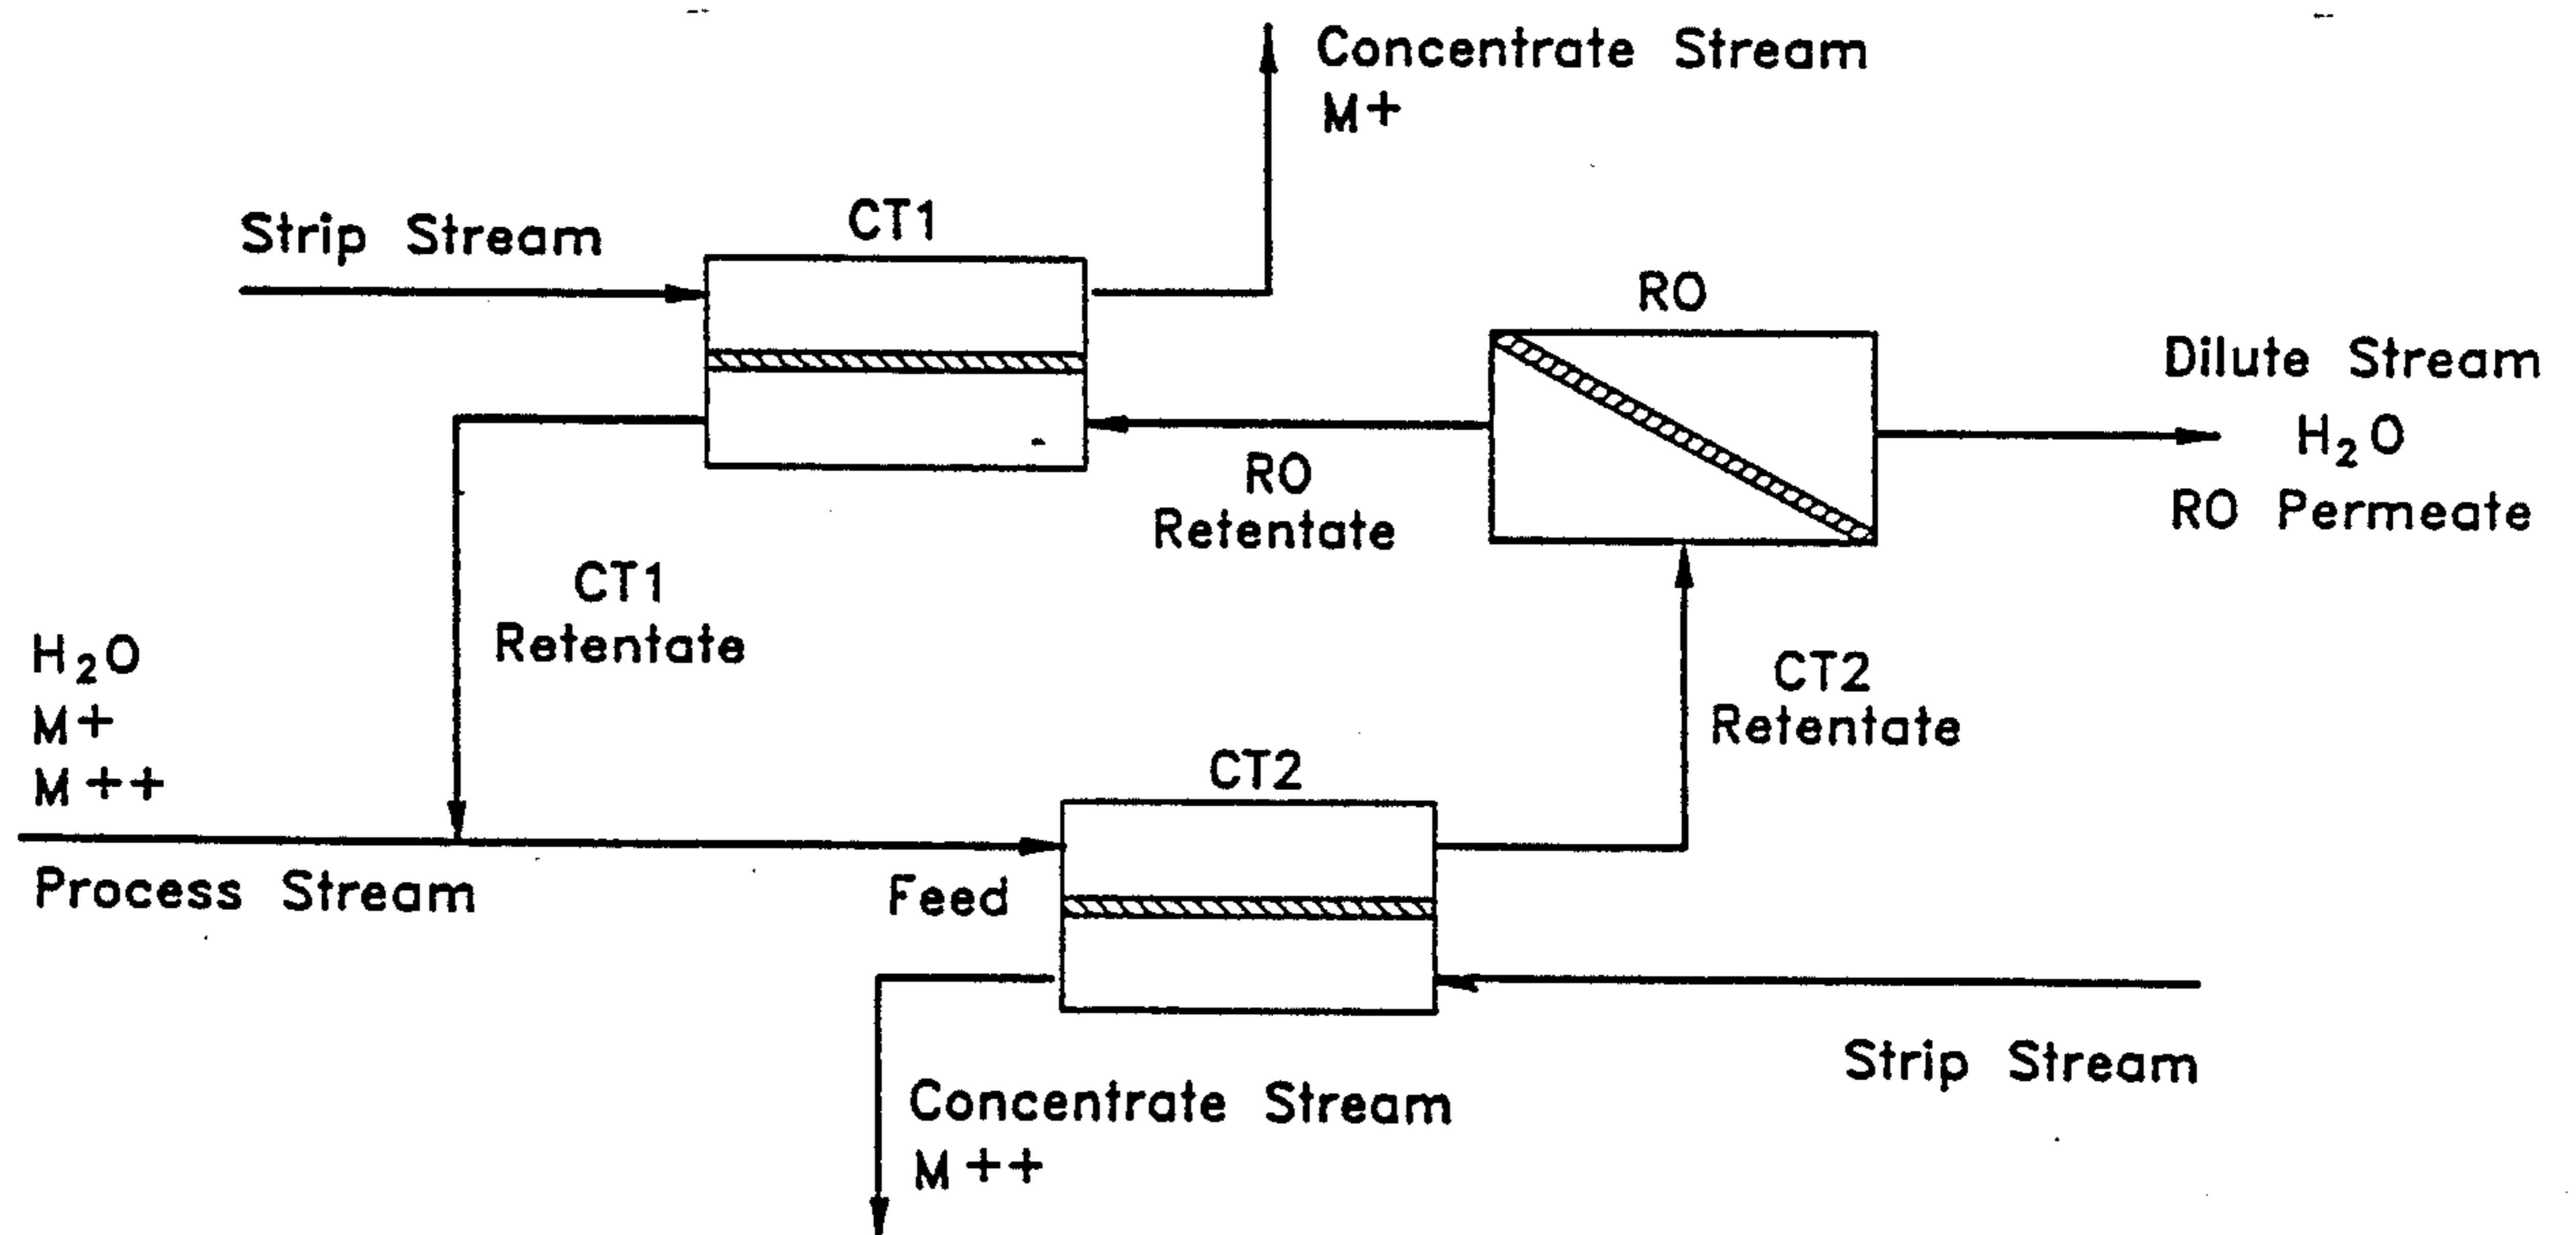 Concentrate Stream
M+
CT1
Strip Stream
RO
Dilute Stream
H₂O
RO Permeate
RO
Retentate
CT1
Retentate
H₂O
M+
M++
CT2
Retentate
CT2
Process Stream
Feed
Strip Stream
Concentrate Stream
M++